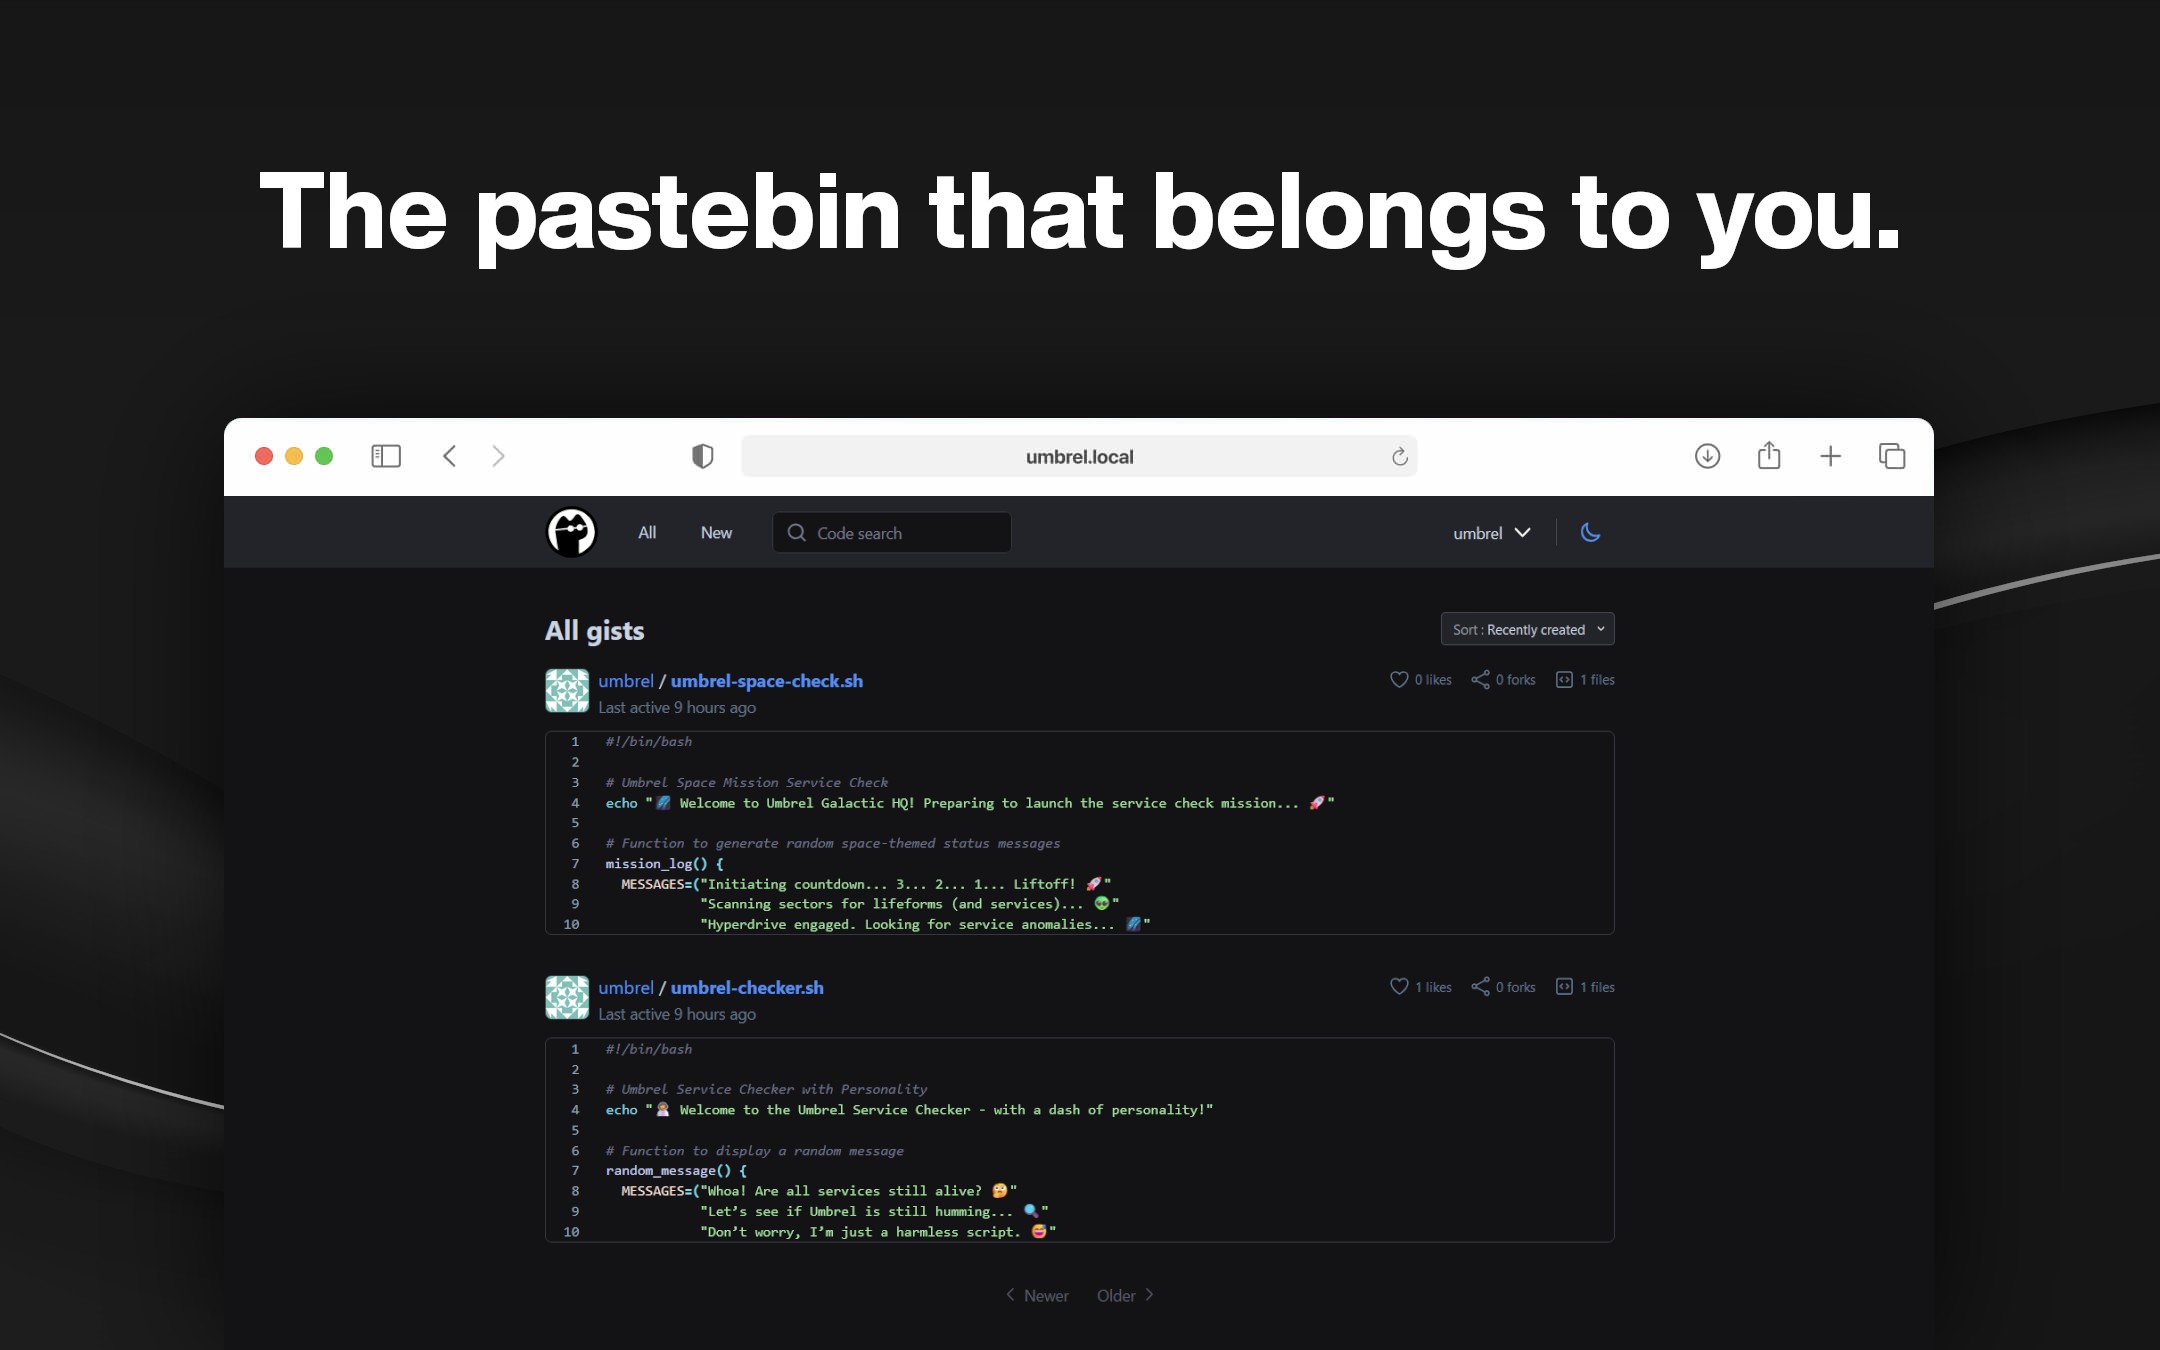 The pastebin that belongs to you.
umbrel.local
All New Code search umbrel
All gists
Sort : Recently created
umbrel / umbrel-space-check.sh
0 likes 0 forks 1 files
Last active 9 hours ago
1 #!/bin/bash
2
3 # Umbrel Space Mission Service Check
4 echo "🌌 Welcome to Umbrel Galactic HQ! Preparing to launch the service check mission... 🚀"
5
6 # Function to generate random space-themed status messages
7 mission_log() {
8 MESSAGES=("Initiating countdown... 3... 2... 1... Liftoff! 🚀"
9 "Scanning sectors for lifeforms (and services)... 👽"
10 "Hyperdrive engaged. Looking for service anomalies... 🌌"
umbrel / umbrel-checker.sh
1 likes 0 forks 1 files
Last active 9 hours ago
1 #!/bin/bash
2
3 # Umbrel Service Checker with Personality
4 echo "Welcome to the Umbrel Service Checker - with a dash of personality!"
5
6 # Function to display a random message
7 random_message() {
8 MESSAGES=("Whoa! Are all services still alive? 🤔"
9 "Let’s see if Umbrel is still humming... 🔍"
10 "Don’t worry, I’m just a harmless script. 😅"
Newer Older